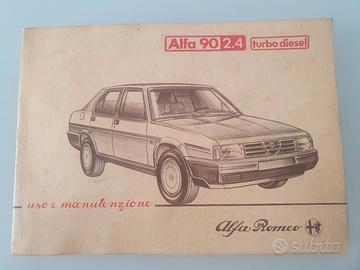 Alfa 90 2.4 turbo diesel
uso e manutenzione
Alfa Romeo
subito